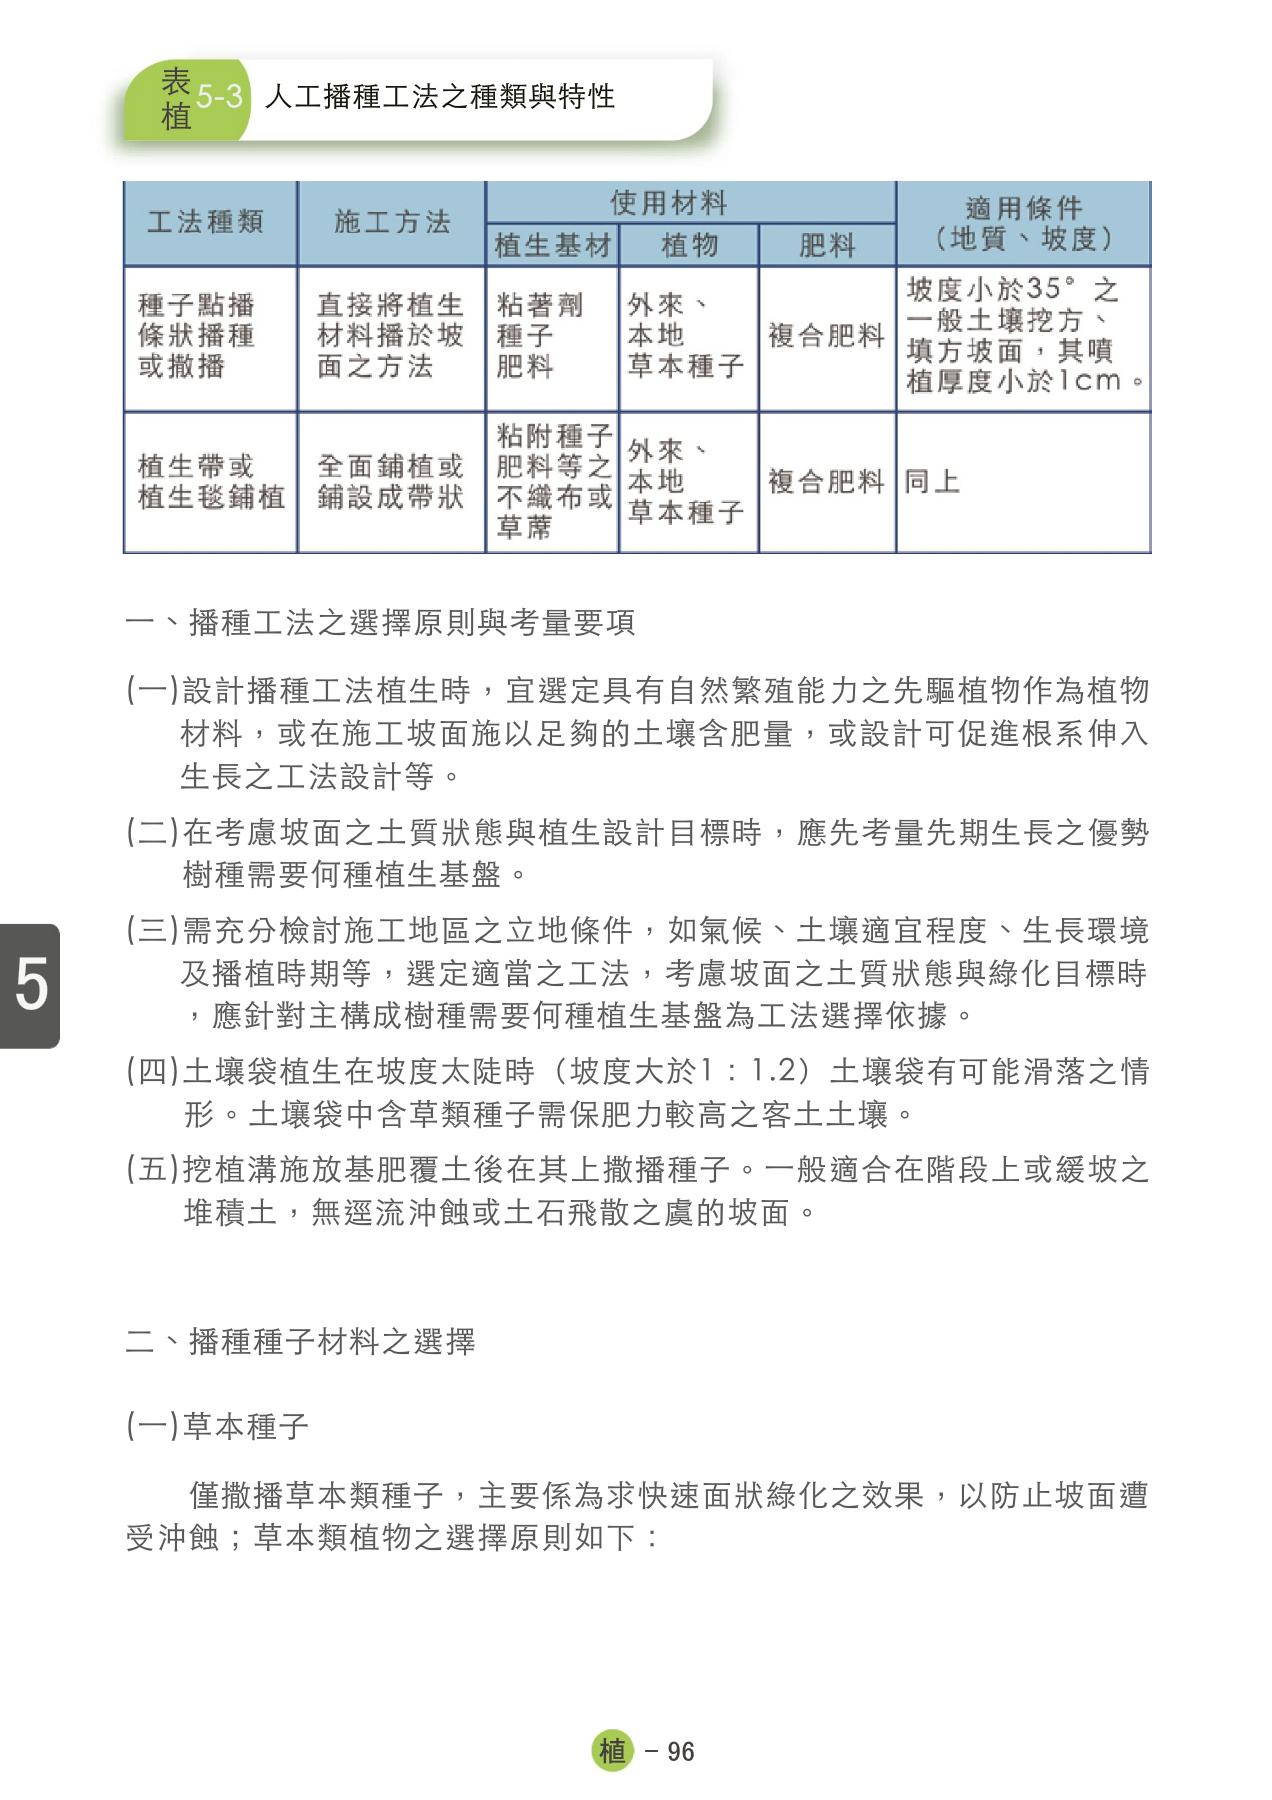 表植 5-3 人工播種工法之種類與特性
工法種類 施工方法 使用材料 適用條件（地質、坡度）
植生基材 植物 肥料
種子點播
條狀播種
或撒播
直接將植生
材料播於坡
面之方法
粘著劑
種子
肥料
外來、
本地
草本種子
複合肥料
坡度小於35°之
一般土壤挖方、
填方坡面，其噴
植厚度小於1cm。
植生帶或
植生毯鋪植
全面鋪植或
鋪設成帶狀
粘附種子
肥料等之
不織布或
草蓆
外來、
本地
草本種子
複合肥料
同上
一、播種工法之選擇原則與考量要項
(一)設計播種工法植生時，宜選定具有自然繁殖能力之先驅植物作為植物
材料，或在施工坡面施以足夠的土壤含肥量，或設計可促進根系伸入
生長之工法設計等。
(二)在考慮坡面之土質狀態與植生設計目標時，應先考量先期生長之優勢
樹種需要何種植生基盤。
(三)需充分檢討施工地區之立地條件，如氣候、土壤適宜程度、生長環境
及播植時期等，選定適當之工法，考慮坡面之土質狀態與綠化目標時
，應針對主構成樹種需要何種植生基盤為工法選擇依據。
(四)土壤袋植生在坡度太陡時（坡度大於1：1.2）土壤袋有可能滑落之情
形。土壤袋中含草類種子需保肥力較高之客土土壤。
(五)挖植溝施放基肥覆土後在其上撒播種子。一般適合在階段上或緩坡之
堆積土，無逕流沖蝕或土石飛散之虞的坡面。
5
二、播種種子材料之選擇
(一)草本種子
僅撒播草本類種子，主要係為求快速面狀綠化之效果，以防止坡面遭
受沖蝕；草本類植物之選擇原則如下：
植 – 96